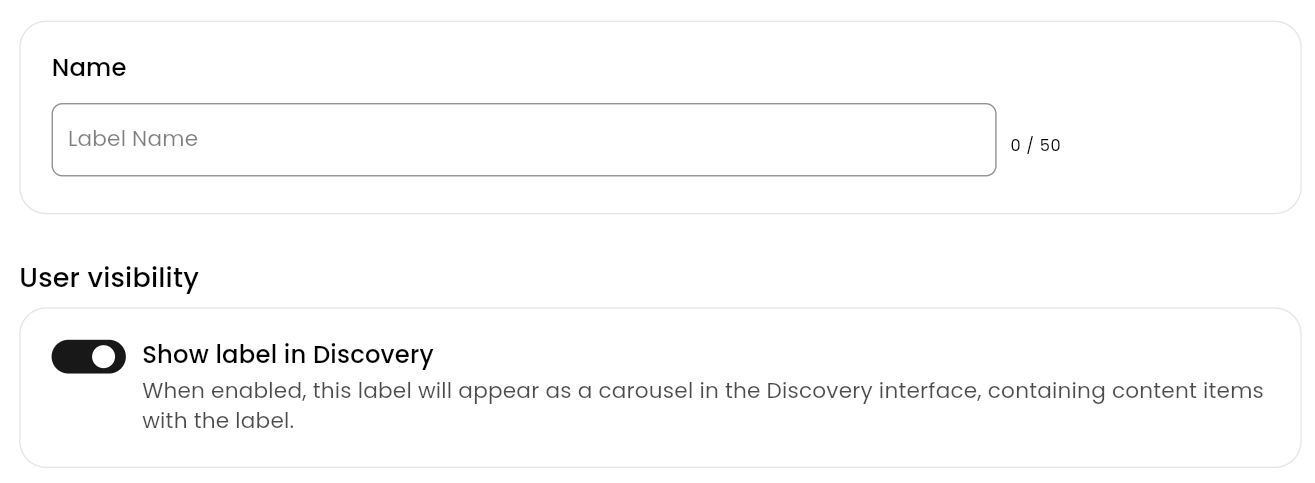 Name
Label Name
0 / 50
User visibility
Show label in Discovery
When enabled, this label will appear as a carousel in the Discovery interface, containing content items
with the label.